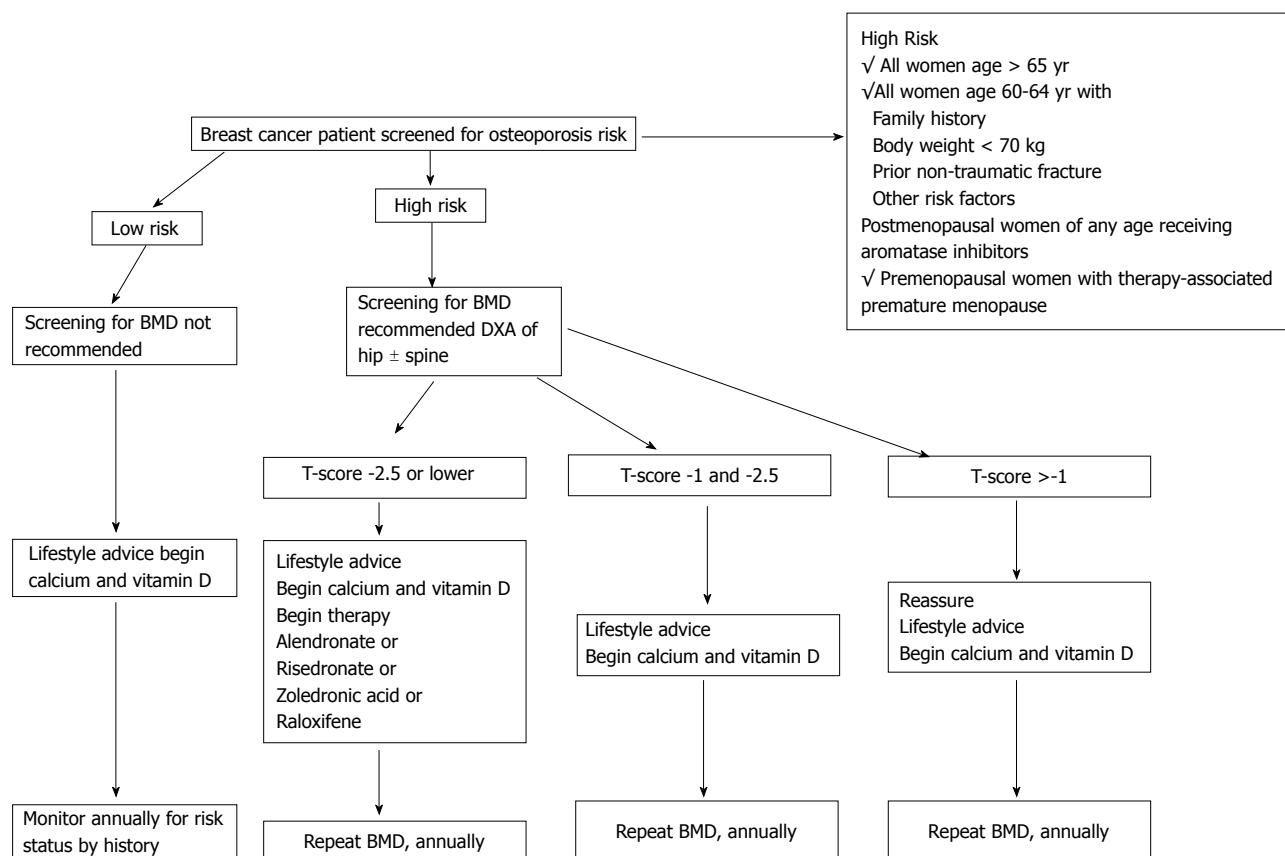 High Risk
√ All women age > 65 yr
√All women age 60-64 yr with
Family history
Body weight < 70 kg
Prior non-traumatic fracture
Other risk factors
Postmenopausal women of any age receiving
aromatase inhibitors
√ Premenopausal women with therapy-associated
premature menopause
Breast cancer patient screened for osteoporosis risk
Low risk
High risk
Screening for BMD not
recommended
Screening for BMD
recommended DXA of
hip ± spine
T-score -2.5 or lower
T-score -1 and -2.5
T-score >-1
Lifestyle advice begin
calcium and vitamin D
Lifestyle advice
Begin calcium and vitamin D
Begin therapy
Alendronate or
Risedronate or
Zoledronic acid or
Raloxifene
Lifestyle advice
Begin calcium and vitamin D
Reassure
Lifestyle advice
Begin calcium and vitamin D
Monitor annually for risk
status by history
Repeat BMD, annually
Repeat BMD, annually
Repeat BMD, annually